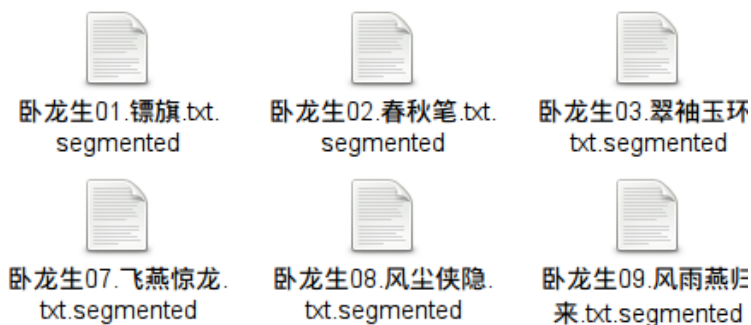 卧龙生01.镖旗.txt.
segmented
卧龙生02.春秋笔.txt.
segmented
卧龙生03.翠袖玉环
txt.segmented
卧龙生07.飞燕惊龙.
txt.segmented
卧龙生08.风尘侠隐.
txt.segmented
卧龙生09.风雨燕归
来.txt.segmented